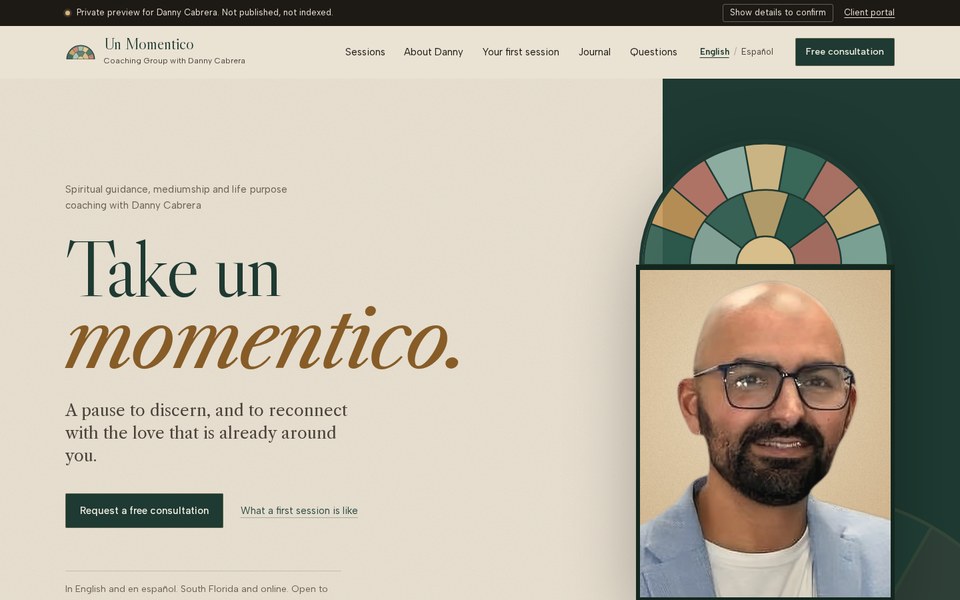 Private preview for Danny Cabrera. Not published, not indexed.
Show details to confirm
Client portal
Un Momentico
Coaching Group with Danny Cabrera
Sessions
About Danny
Your first session
Journal
Questions
English / Español
Free consultation
Spiritual guidance, mediumship and life purpose
coaching with Danny Cabrera
Take un
momentico.
A pause to discern, and to reconnect
with the love that is already around
you.
Request a free consultation
What a first session is like
In English and en español. South Florida and online. Open to